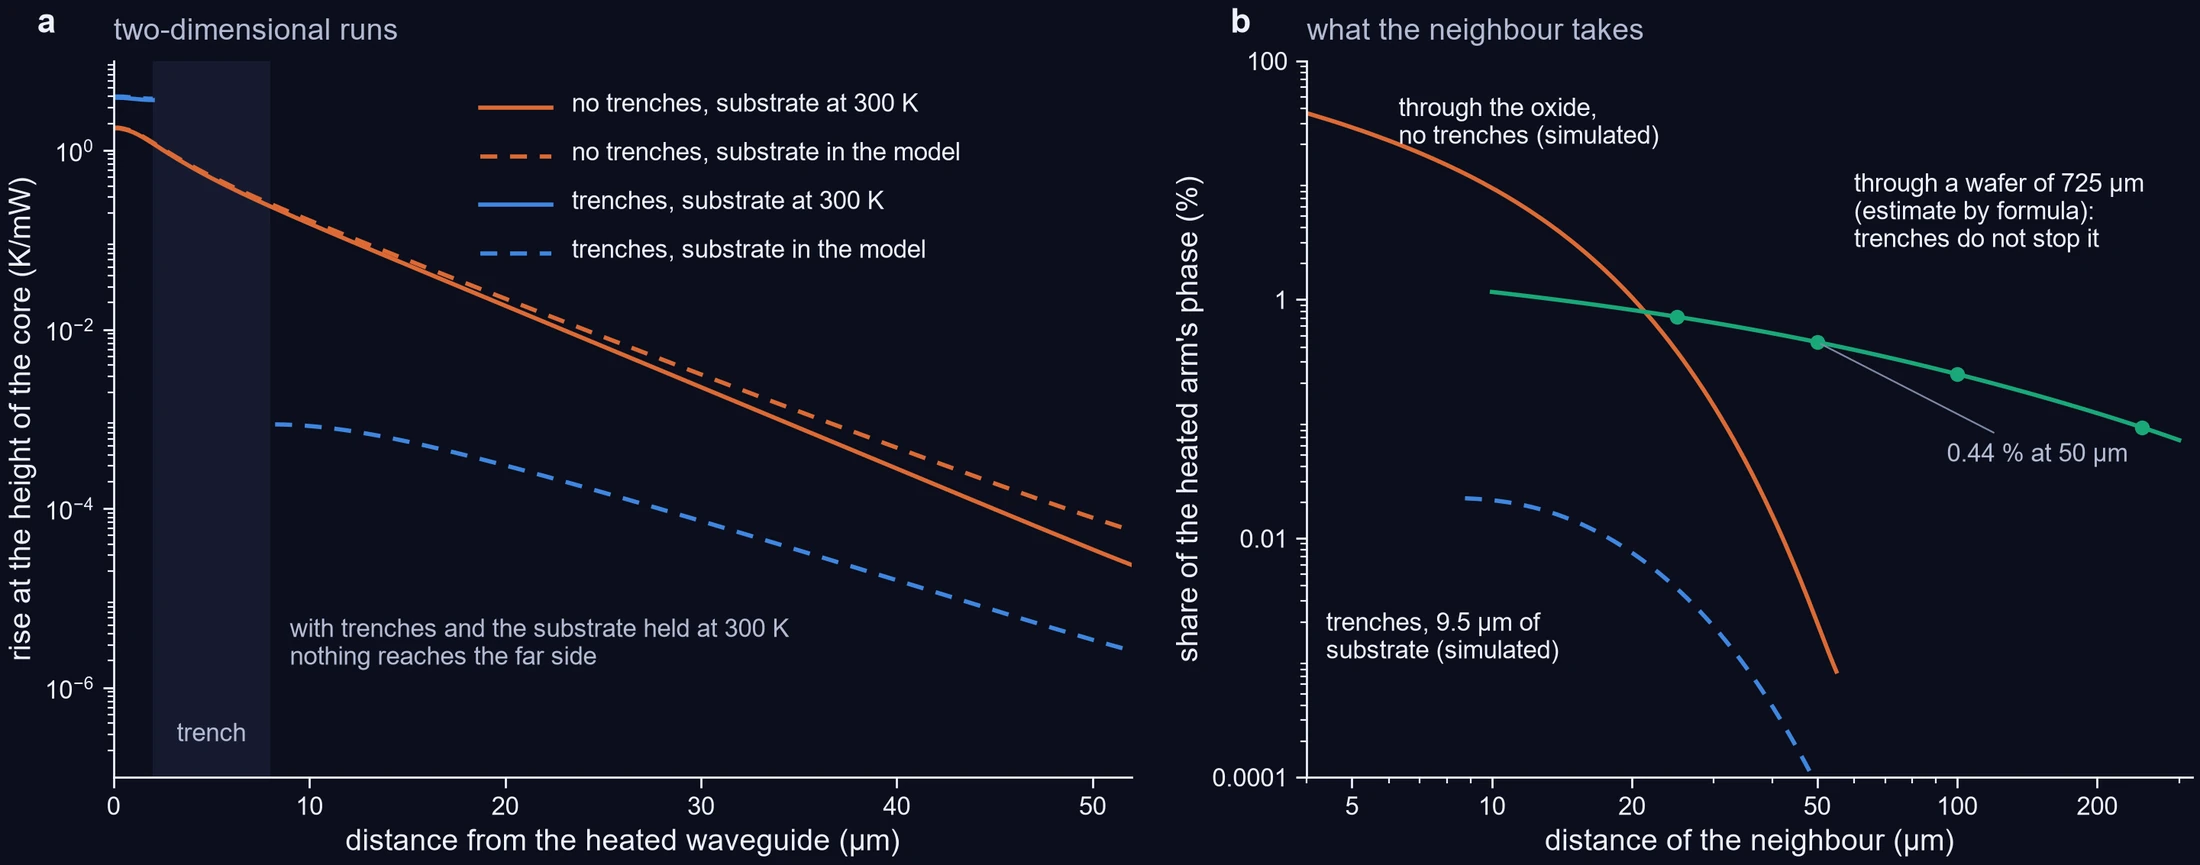 a
two-dimensional runs
rise at the height of the core (K/mW)
10⁰
10⁻²
10⁻⁴
10⁻⁶
no trenches, substrate at 300 K
no trenches, substrate in the model
trenches, substrate at 300 K
trenches, substrate in the model
with trenches and the substrate held at 300 K
nothing reaches the far side
trench
0 10 20 30 40 50
distance from the heated waveguide (μm)
b
what the neighbour takes
share of the heated arm's phase (%)
100
1
0.01
0.0001
through the oxide,
no trenches (simulated)
through a wafer of 725 μm
(estimate by formula):
trenches do not stop it
0.44 % at 50 μm
trenches, 9.5 μm of
substrate (simulated)
5 10 20 50 100 200
distance of the neighbour (μm)